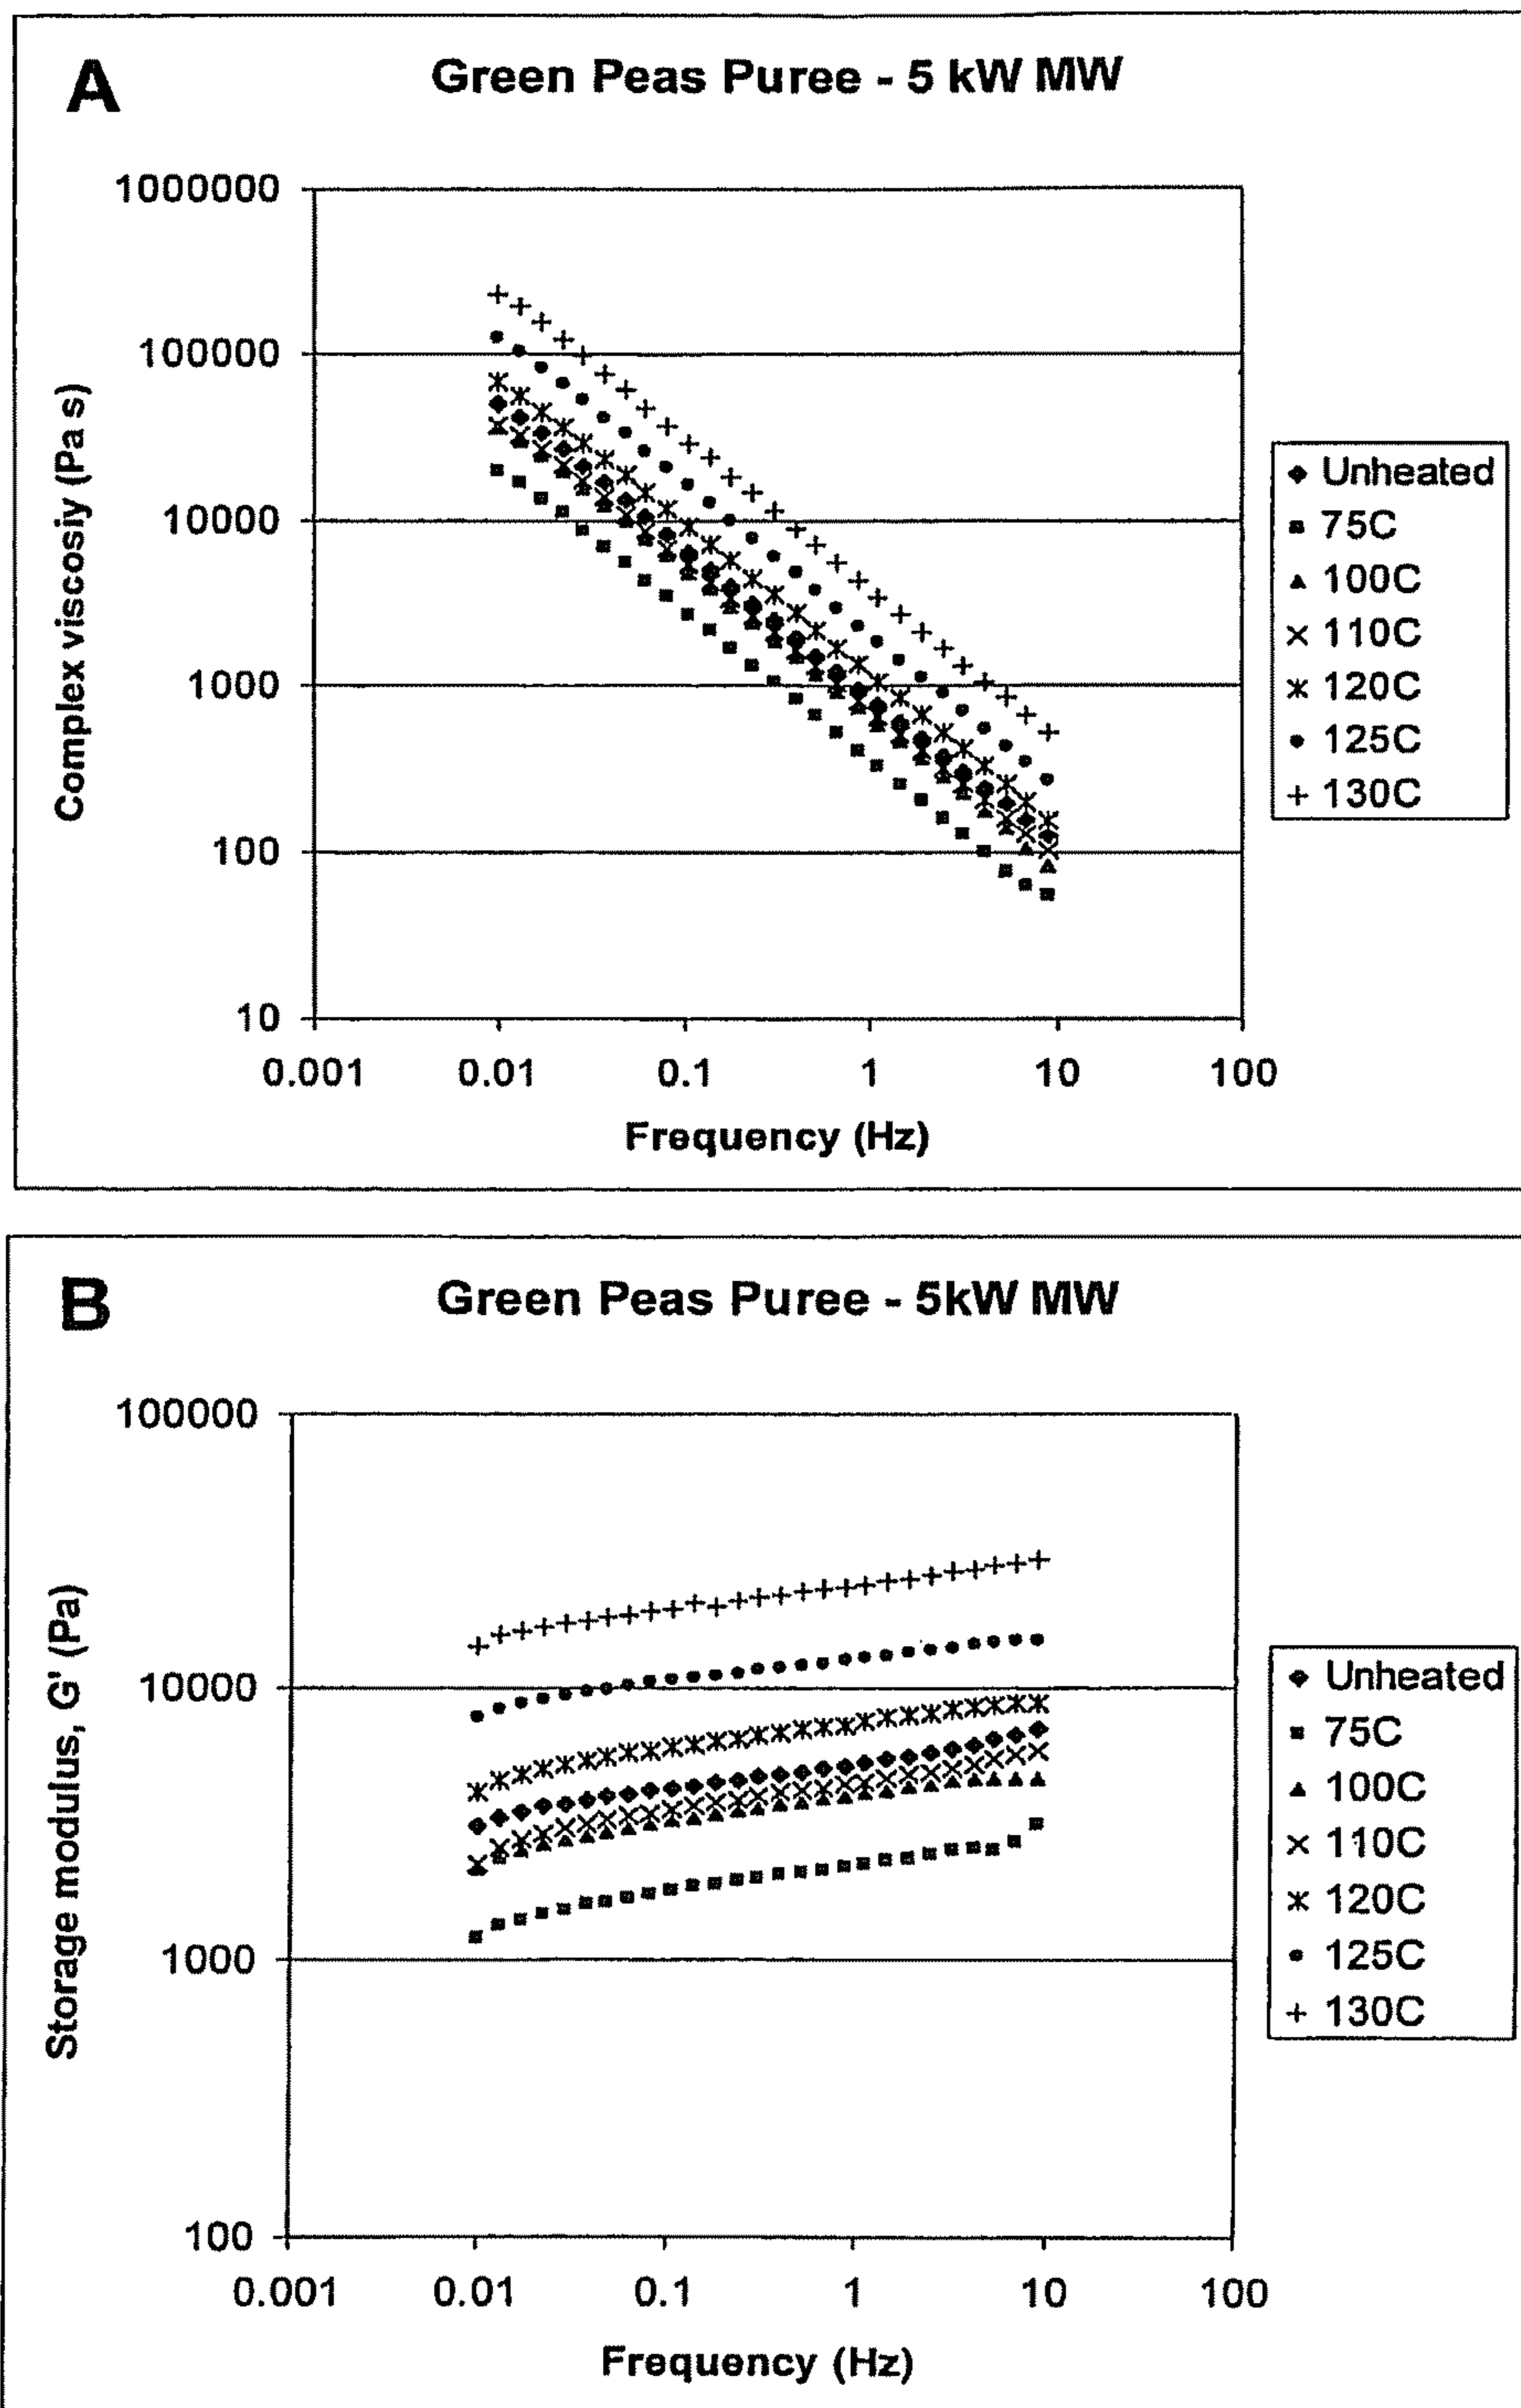 A
Green Peas Puree - 5 kW MW
1000000
100000
10000
1000
100
10
0.001
0.01
0.1
1
10
100
Complex viscosiy (Pa s)
Frequency (Hz)
Unheated
75C
100C
110C
120C
125C
130C
B
Green Peas Puree - 5kW MW
100000
10000
1000
100
0.001
0.01
0.1
1
10
100
Storage modulus, G' (Pa)
Frequency (Hz)
Unheated
75C
100C
110C
120C
125C
130C